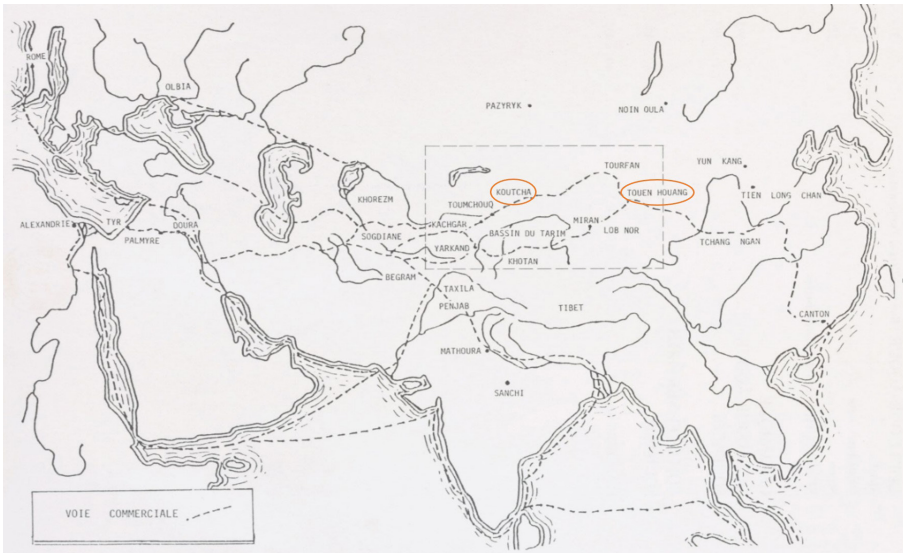 ROME
OLBIA
PAZYRYK
NOIN OULA
YUN KANG
TOURFAN
KOUTCHA
TOUEN HOUANG
TIEN LONG CHAN
KHOREZM
TOUMCHOUQ
ALEXANDRIE
TYR
DOURA
KACHGAR
MIRAN
PALMYRE
SOGDIANE
BASSIN DU TARIM
LOB NOR
YARKAND
TCHANG NGAN
KHOTAN
BEGRAM
TAXILA
PENJAB
TIBET
CANTON
MATHOURA
SANCHI
VOIE COMMERCIALE